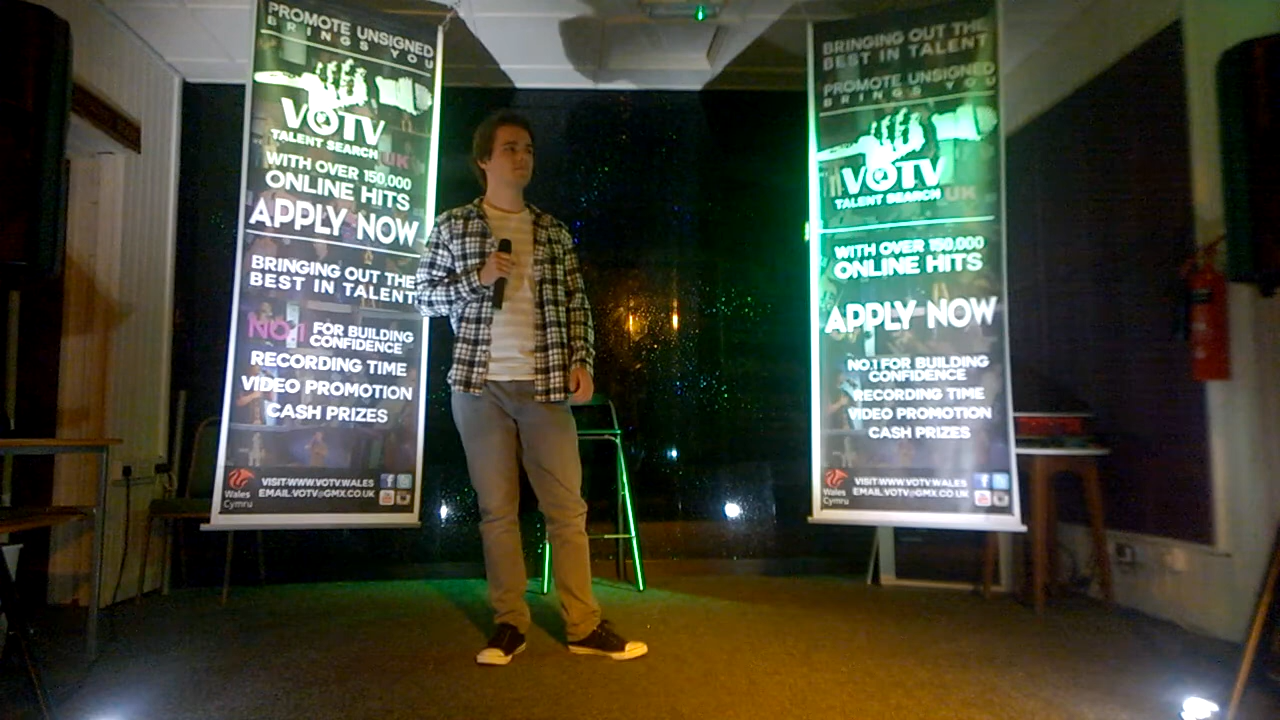 PROMOTE UNSIGNED
BRINGS YOU
VOTV
TALENT SEARCH UK
WITH OVER 150,000
ONLINE HITS
APPLY NOW
BRINGING OUT THE
BEST IN TALENT
NO.1 FOR BUILDING
CONFIDENCE
RECORDING TIME
VIDEO PROMOTION
CASH PRIZES
Wales
Cymru
VISIT:WWW.VOTV.WALES
EMAIL:VOTV@GMX.CO.UK
BRINGING OUT THE
BEST IN TALENT
PROMOTE UNSIGNED
BRINGS YOU
VOTV
TALENT SEARCH UK
WITH OVER 150,000
ONLINE HITS
APPLY NOW
NO.1 FOR BUILDING
CONFIDENCE
RECORDING TIME
VIDEO PROMOTION
CASH PRIZES
Wales
Cymru
VISIT:WWW.VOTV.WALES
EMAIL:VOTV@GMX.CO.UK